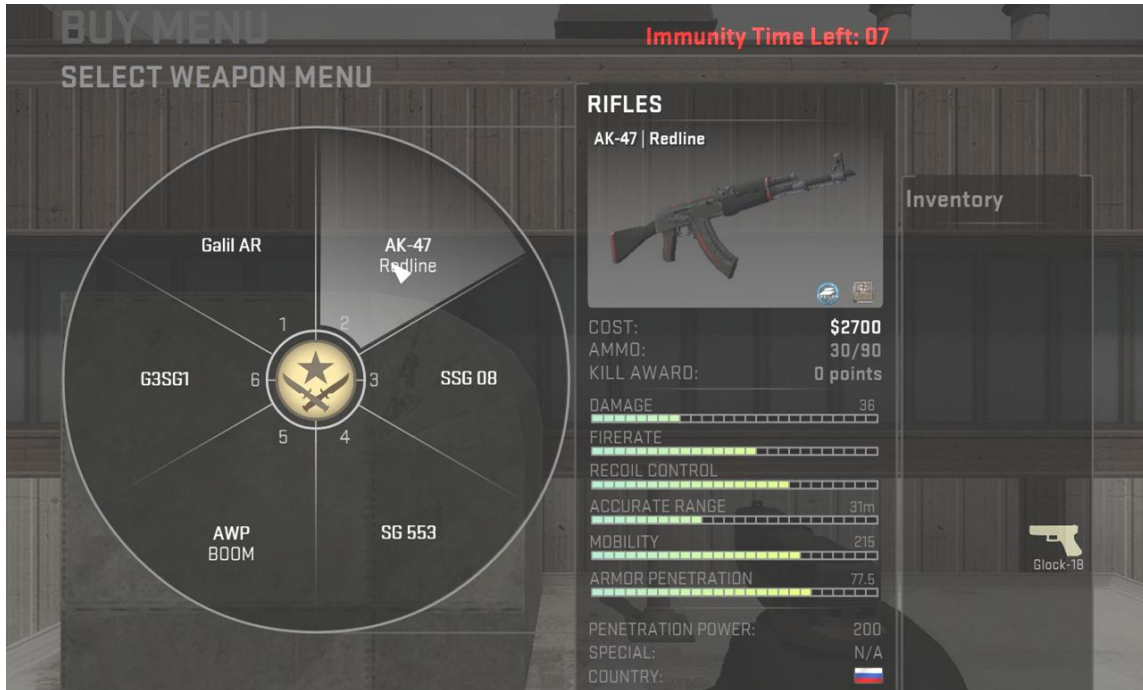 BUY MENU
Immunity Time Left: 07
SELECT WEAPON MENU
Galil AR
AK-47
Redline
SSG 08
SG 553
AWP
BOOM
G3SG1
1
2
3
4
5
6
RIFLES
AK-47 | Redline
COST: $2700
AMMO: 30/90
KILL AWARD: 0 points
DAMAGE 36
FIRERATE
RECOIL CONTROL
ACCURATE RANGE 31m
MOBILITY 215
ARMOR PENETRATION 77.5
PENETRATION POWER: 200
SPECIAL: N/A
COUNTRY:
Inventory
Glock-18